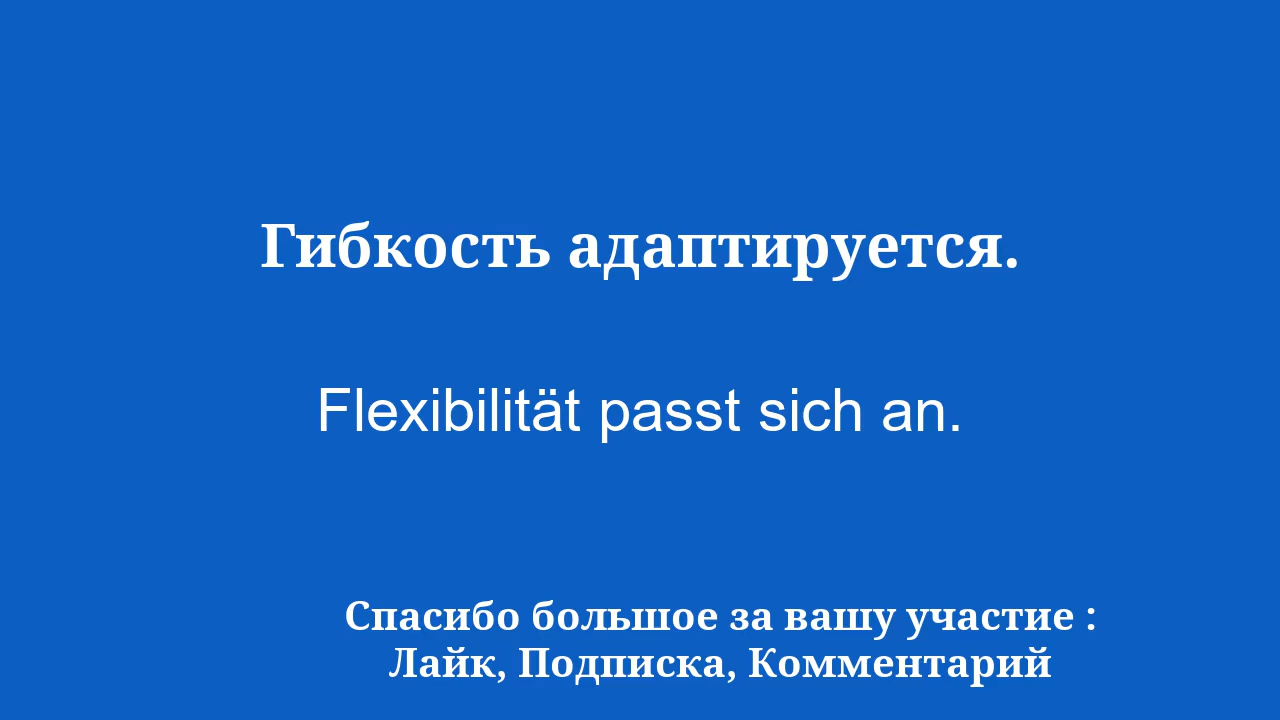 Гибкость адаптируется.
Flexibilität passt sich an.
Спасибо большое за вашу участие :
Лайк, Подписка, Комментарий